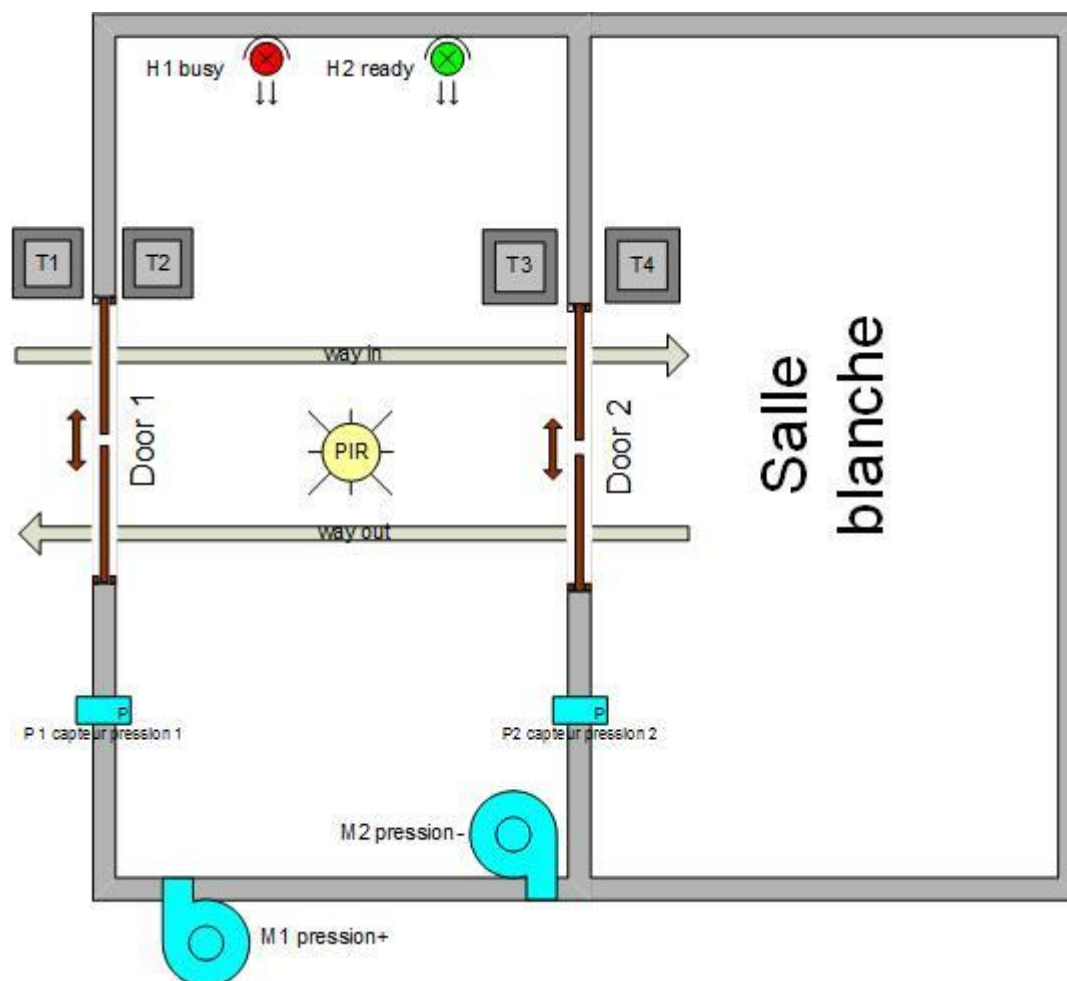 H1 busy
H2 ready
T1
T2
T3
T4
way in
Door 1
PIR
Door 2
Salle
blanche
way out
P
P
P 1 capteur pression 1
P2 capteur pression 2
M2 pression-
M1 pression+